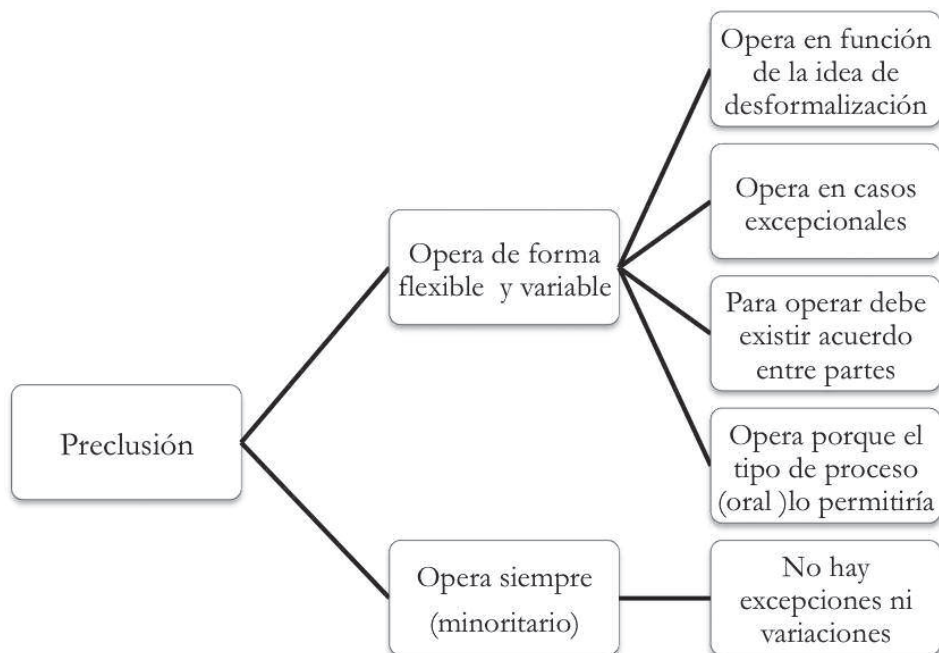 Preclusión
Opera de forma
flexible y variable
Opera en función
de la idea de
desformalización
Opera en casos
excepcionales
Para operar debe
existir acuerdo
entre partes
Opera porque el
tipo de proceso
(oral )lo permitiría
Opera siempre
(minoritario)
No hay
excepciones ni
variaciones